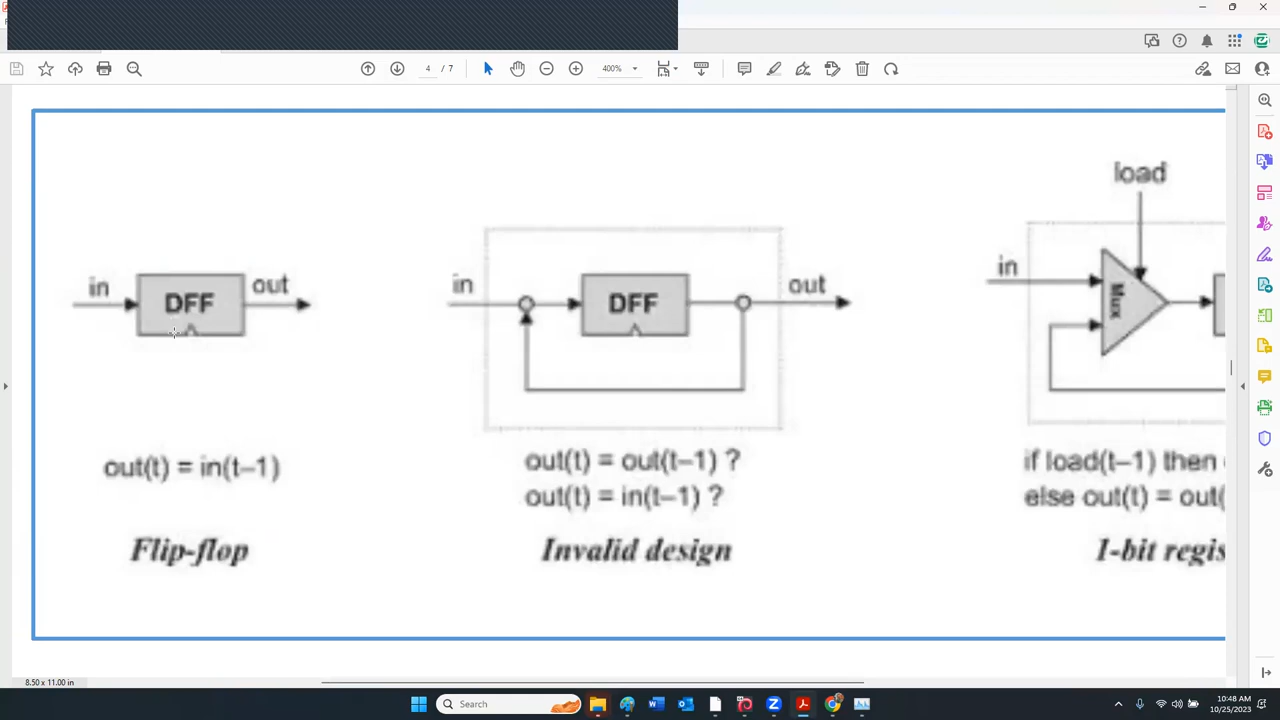 4 / 7
400%
load
in
DFF
out
in
DFF
out
in
Mux
out(t) = in(t–1)
out(t) = out(t–1) ?
out(t) = in(t–1) ?
if load(t–1) then
else out(t) = out(
Flip-flop
Invalid design
1-bit regis
8.50 x 11.00 in
Search
10:48 AM
10/25/2023